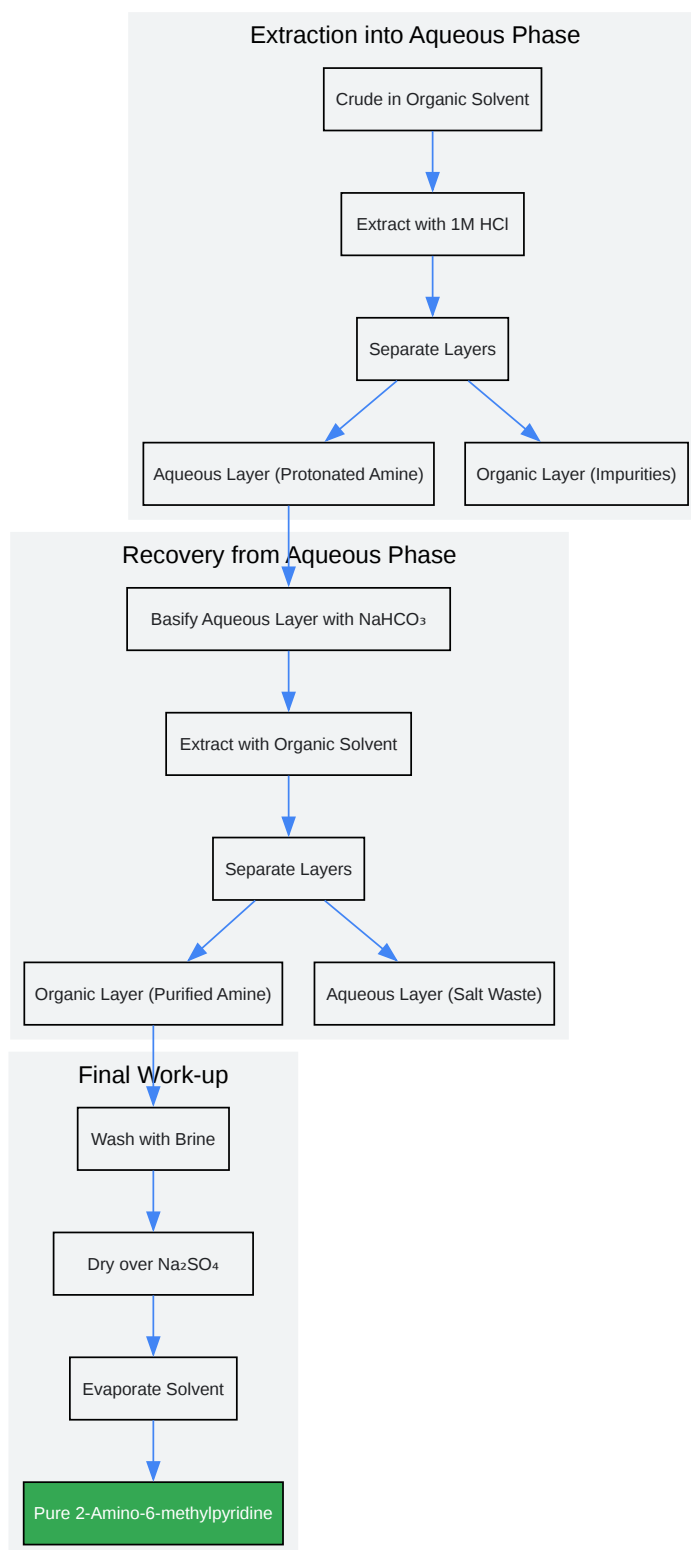 Extraction into Aqueous Phase
Crude in Organic Solvent
Extract with 1M HCl
Separate Layers
Aqueous Layer (Protonated Amine)
Organic Layer (Impurities)
Recovery from Aqueous Phase
Basify Aqueous Layer with NaHCO₃
Extract with Organic Solvent
Separate Layers
Organic Layer (Purified Amine)
Aqueous Layer (Salt Waste)
Final Work-up
Wash with Brine
Dry over Na₂SO₄
Evaporate Solvent
Pure 2-Amino-6-methylpyridine